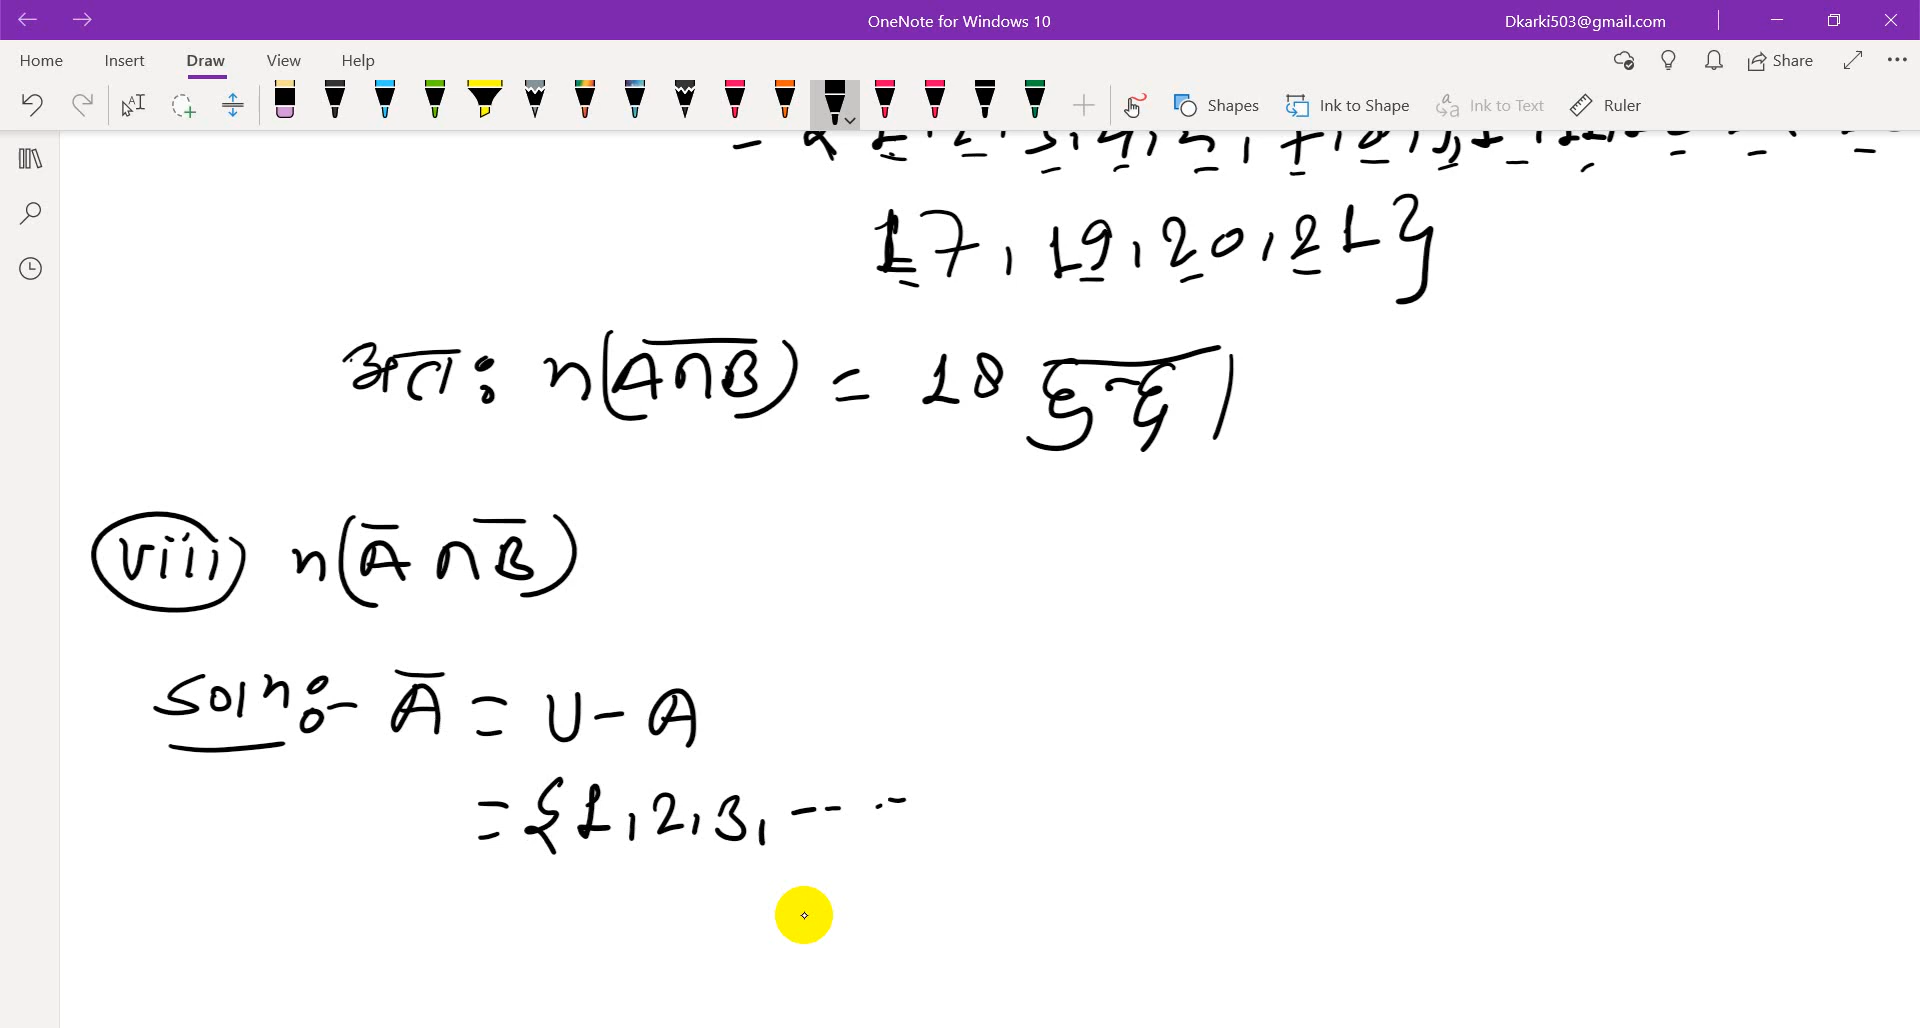 OneNote for Windows 10
Dkarki503@gmail.com
Home Insert Draw View Help
Share
Shapes Ink to Shape Ink to Text Ruler
17, 19, 20, 21}
अतः n(\overline{A∩B}) = 18
viii) n(A̅ ∩ B̅)
Soln:- A̅ = U - A
= {1, 2, 3, ----